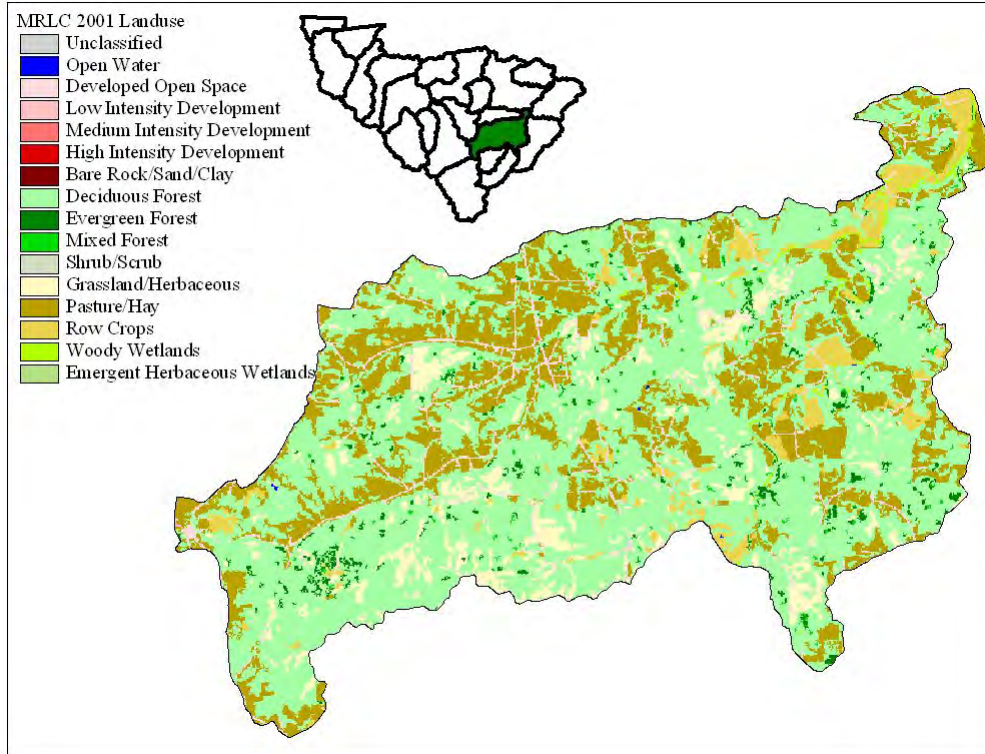 MRLC 2001 Landuse
Unclassified
Open Water
Developed Open Space
Low Intensity Development
Medium Intensity Development
High Intensity Development
Bare Rock/Sand/Clay
Deciduous Forest
Evergreen Forest
Mixed Forest
Shrub/Scrub
Grassland/Herbaceous
Pasture/Hay
Row Crops
Woody Wetlands
Emergent Herbaceous Wetlands